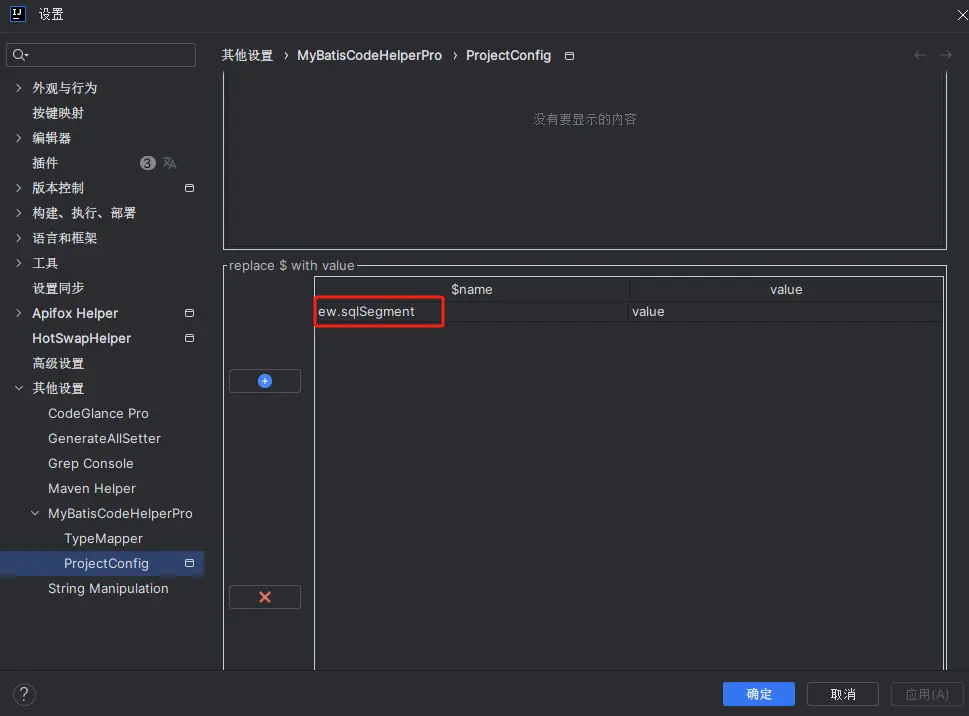 设置
其他设置 › MyBatisCodeHelperPro › ProjectConfig
外观与行为
按键映射
编辑器
插件 3
版本控制
构建、执行、部署
语言和框架
工具
设置同步
Apifox Helper
HotSwapHelper
高级设置
其他设置
CodeGlance Pro
GenerateAllSetter
Grep Console
Maven Helper
MyBatisCodeHelperPro
TypeMapper
ProjectConfig
String Manipulation
没有要显示的内容
replace $ with value
$name value
ew.sqlSegment value
?
确定 取消 应用(A)